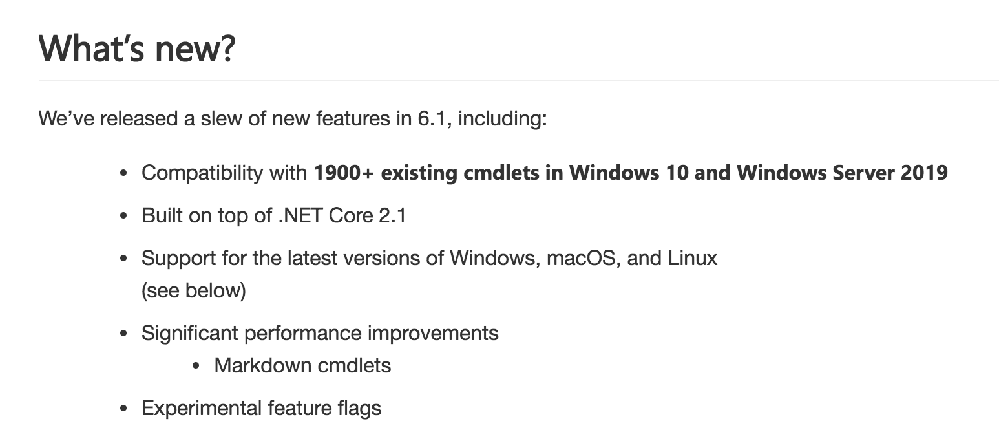 What’s new?
We’ve released a slew of new features in 6.1, including:
• Compatibility with 1900+ existing cmdlets in Windows 10 and Windows Server 2019
• Built on top of .NET Core 2.1
• Support for the latest versions of Windows, macOS, and Linux
(see below)
• Significant performance improvements
• Markdown cmdlets
• Experimental feature flags